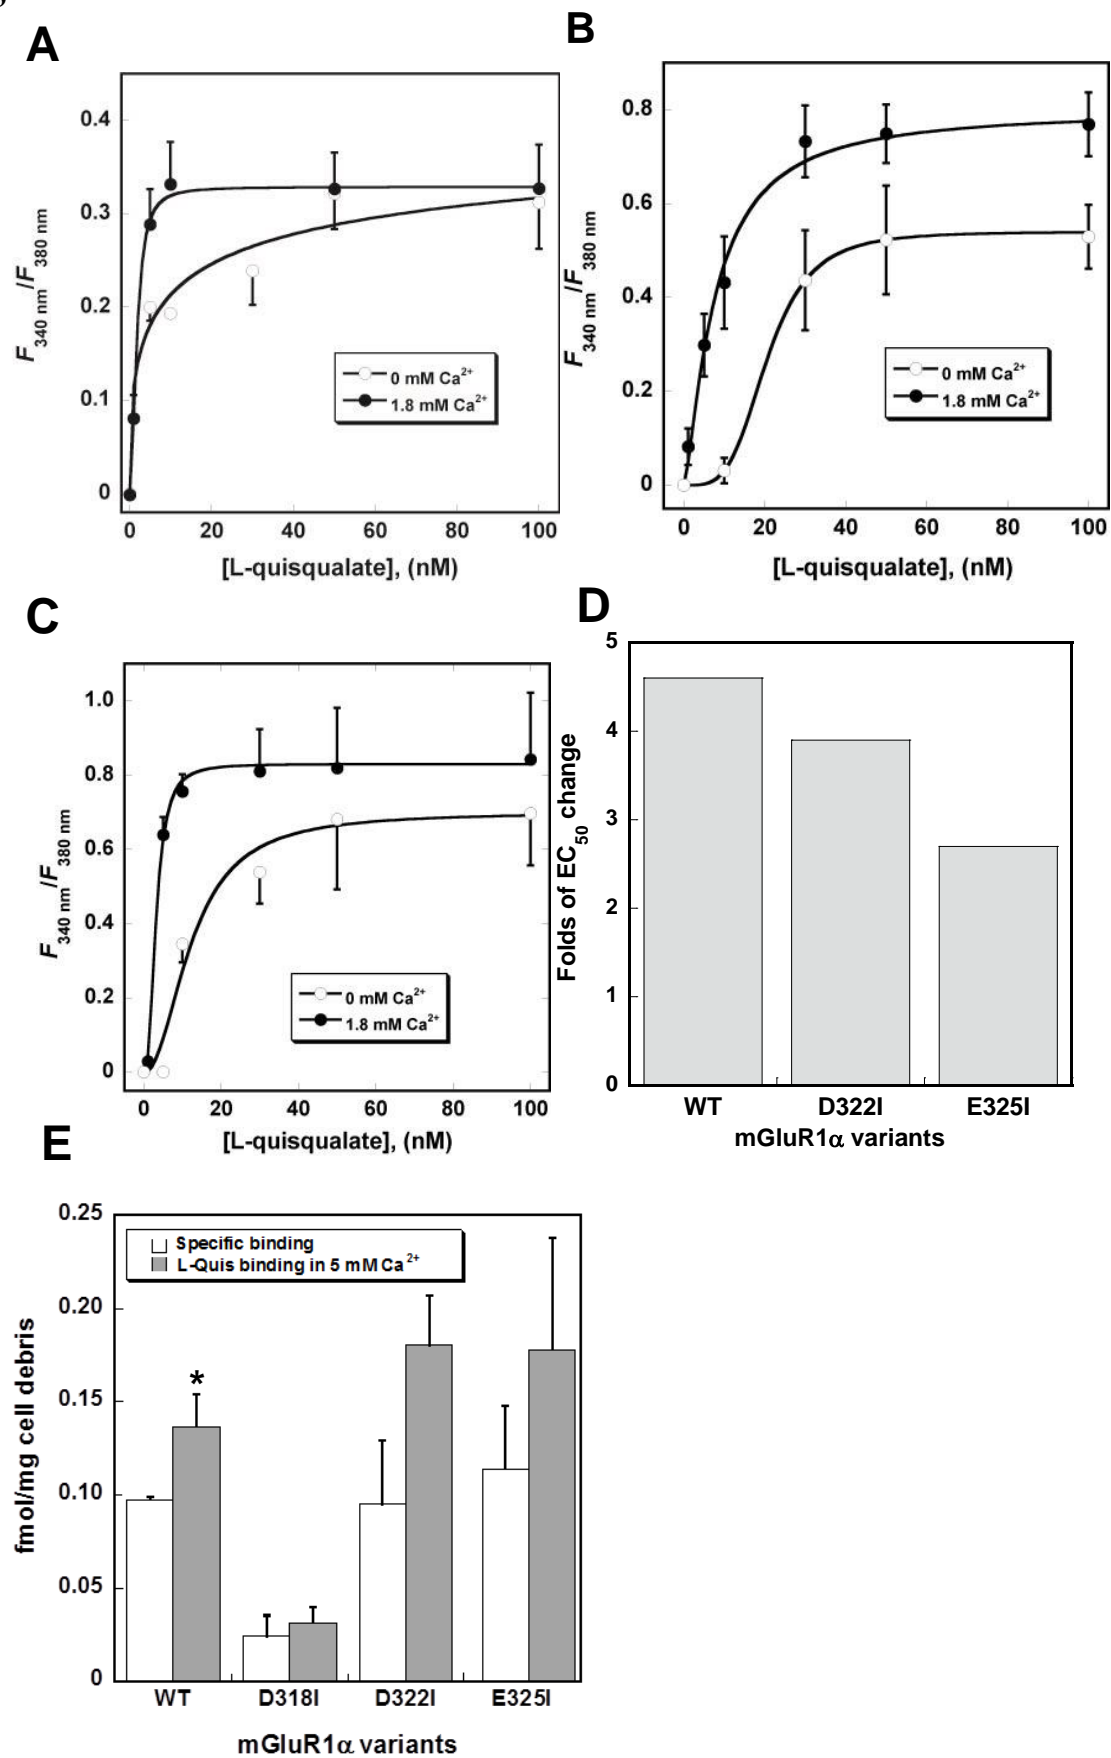 A
F340 nm/F380 nm
0.4
0.3
0.2
0.1
0
0 mM Ca2+
1.8 mM Ca2+
0 20 40 60 80 100
[L-quisqualate], (nM)
B
F340 nm/F380 nm
0.8
0.6
0.4
0.2
0
0 mM Ca2+
1.8 mM Ca2+
0 20 40 60 80 100
[L-quisqualate], (nM)
C
F340 nm/F380 nm
1.0
0.8
0.6
0.4
0.2
0
0 mM Ca2+
1.8 mM Ca2+
0 20 40 60 80 100
[L-quisqualate], (nM)
D
Folds of EC50 change
5
4
3
2
1
0
WT D322I E325I
mGluR1α variants
E
fmol/mg cell debris
0.25
0.20
0.15
0.10
0.05
0
Specific binding
L-Quis binding in 5 mM Ca2+
*
WT D318I D322I E325I
mGluR1α variants